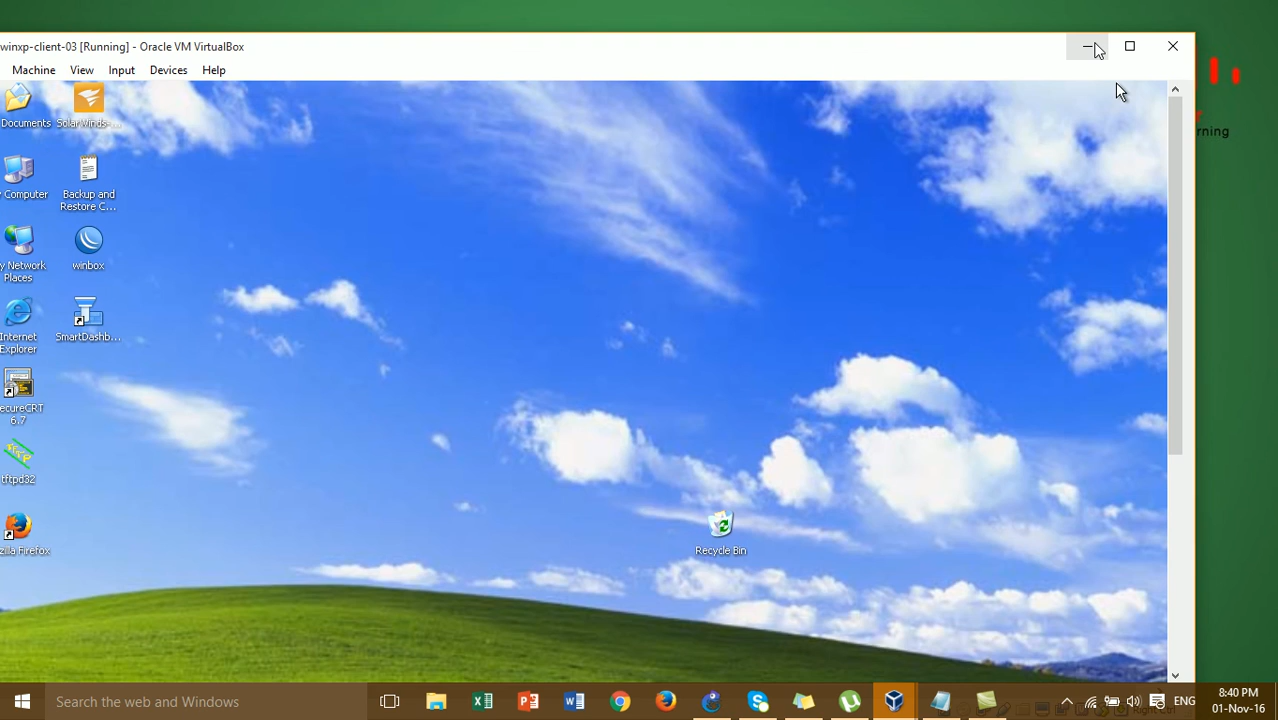 winxp-client-03 [Running] - Oracle VM VirtualBox
Machine View Input Devices Help
rning
Documents
SolarWinds-...
y Computer
Backup and
Restore C...
y Network
Places
winbox
Internet
Explorer
SmartDashb...
ecureCRT
6.7
tftpd32
zilla Firefox
Recycle Bin
Search the web and Windows
ENG
8:40 PM
01-Nov-16